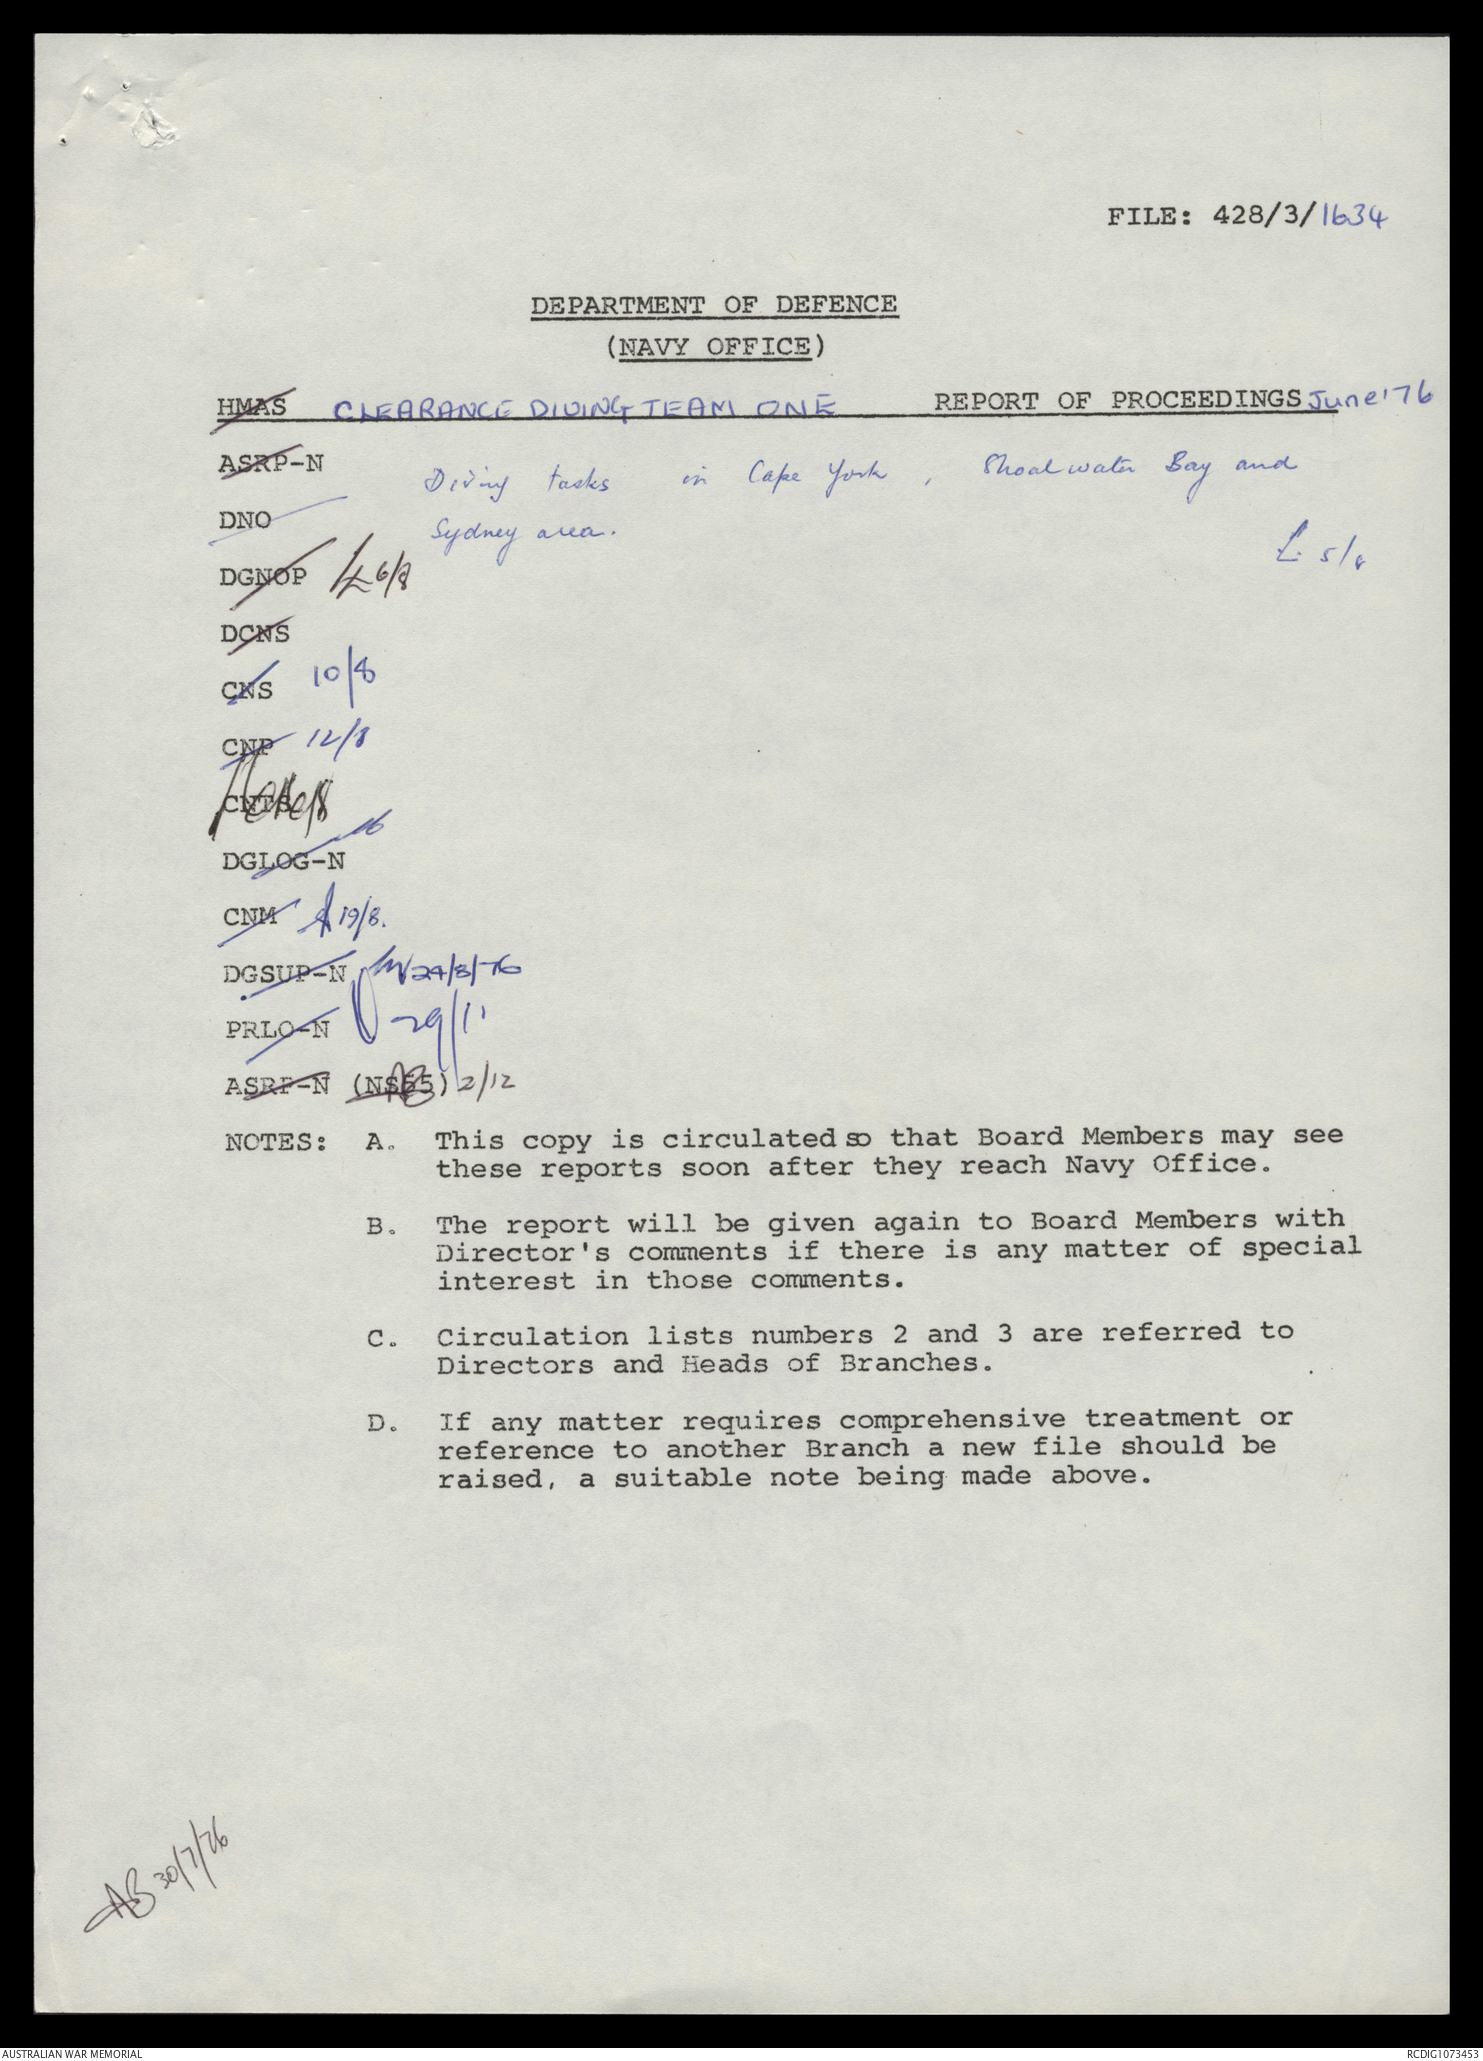 FILE: 428/3/1634
DEPARTMENT OF DEFENCE
(NAVY OFFICE)
HMAS CLEARANCE DIVING TEAM ONE REPORT OF PROCEEDINGS June '76
ASRP-N
Diving tasks in Cape York, Shoalwater Bay and
DNO
Sydney area.
5/8
DGNOP 6/8
DCNS
CNS 10/8
CNP 12/8
CNTS
DGLOG-N
CNM 19/8.
DGSUP-N 24/8/76
PRLO-N 29/11
ASRP-N (NSB5) 2/12
NOTES: A. This copy is circulated so that Board Members may see
these reports soon after they reach Navy Office.
B. The report will be given again to Board Members with
Director's comments if there is any matter of special
interest in those comments.
C. Circulation lists numbers 2 and 3 are referred to
Directors and Heads of Branches.
D. If any matter requires comprehensive treatment or
reference to another Branch a new file should be
raised, a suitable note being made above.
AB 30/7/76
AUSTRALIAN WAR MEMORIAL
RCDIG1073453